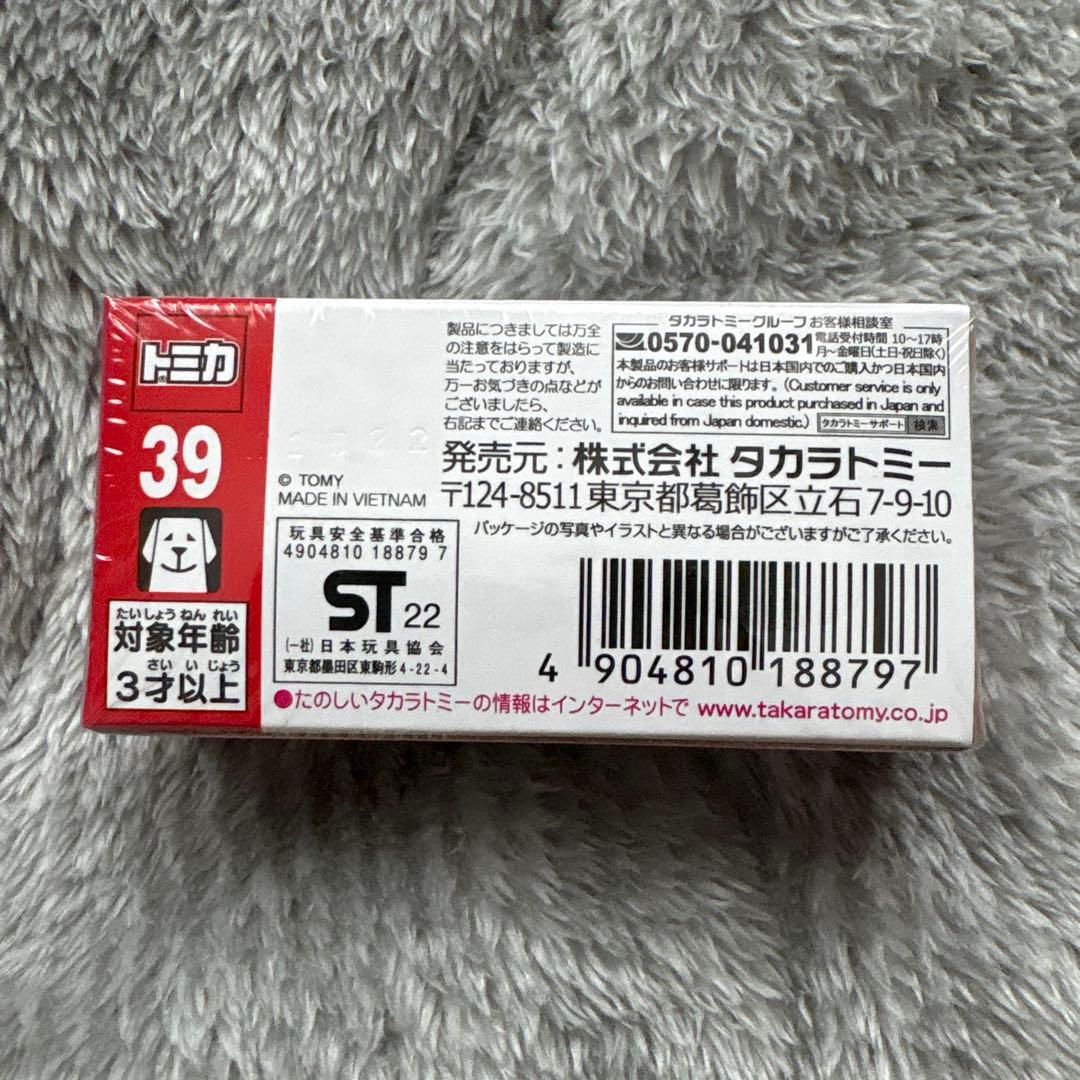 トミカ
39
たいしょう ねん れい
対象年齢
さい い じょう
3才以上
© TOMY
MADE IN VIETNAM
玩具安全基準合格
4904810 18879 7
ST 22
(一社) 日本玩具協会
東京都墨田区東駒形4-22-4
製品につきましては万全
の注意をはらって製造に
当たっておりますが、
万一お気づきの点などが
ございましたら、
右記までご連絡ください。
タカラトミーグループ お客様相談室
0570-041031 電話受付時間 10〜17時
月〜金曜日(土日・祝日除く)
本製品のお客様サポートは日本国内でのご購入かつ日本国内
からのお問い合わせに限ります。(Customer service is only
available in case this product purchased in Japan and
inquired from Japan domestic.) タカラトミーサポート 検索
発売元:株式会社 タカラトミー
〒124-8511東京都葛飾区立石7-9-10
パッケージの写真やイラストと異なる場合がございますがご了承ください。
4 904810 188797
●たのしいタカラトミーの情報はインターネットで www.takaratomy.co.jp